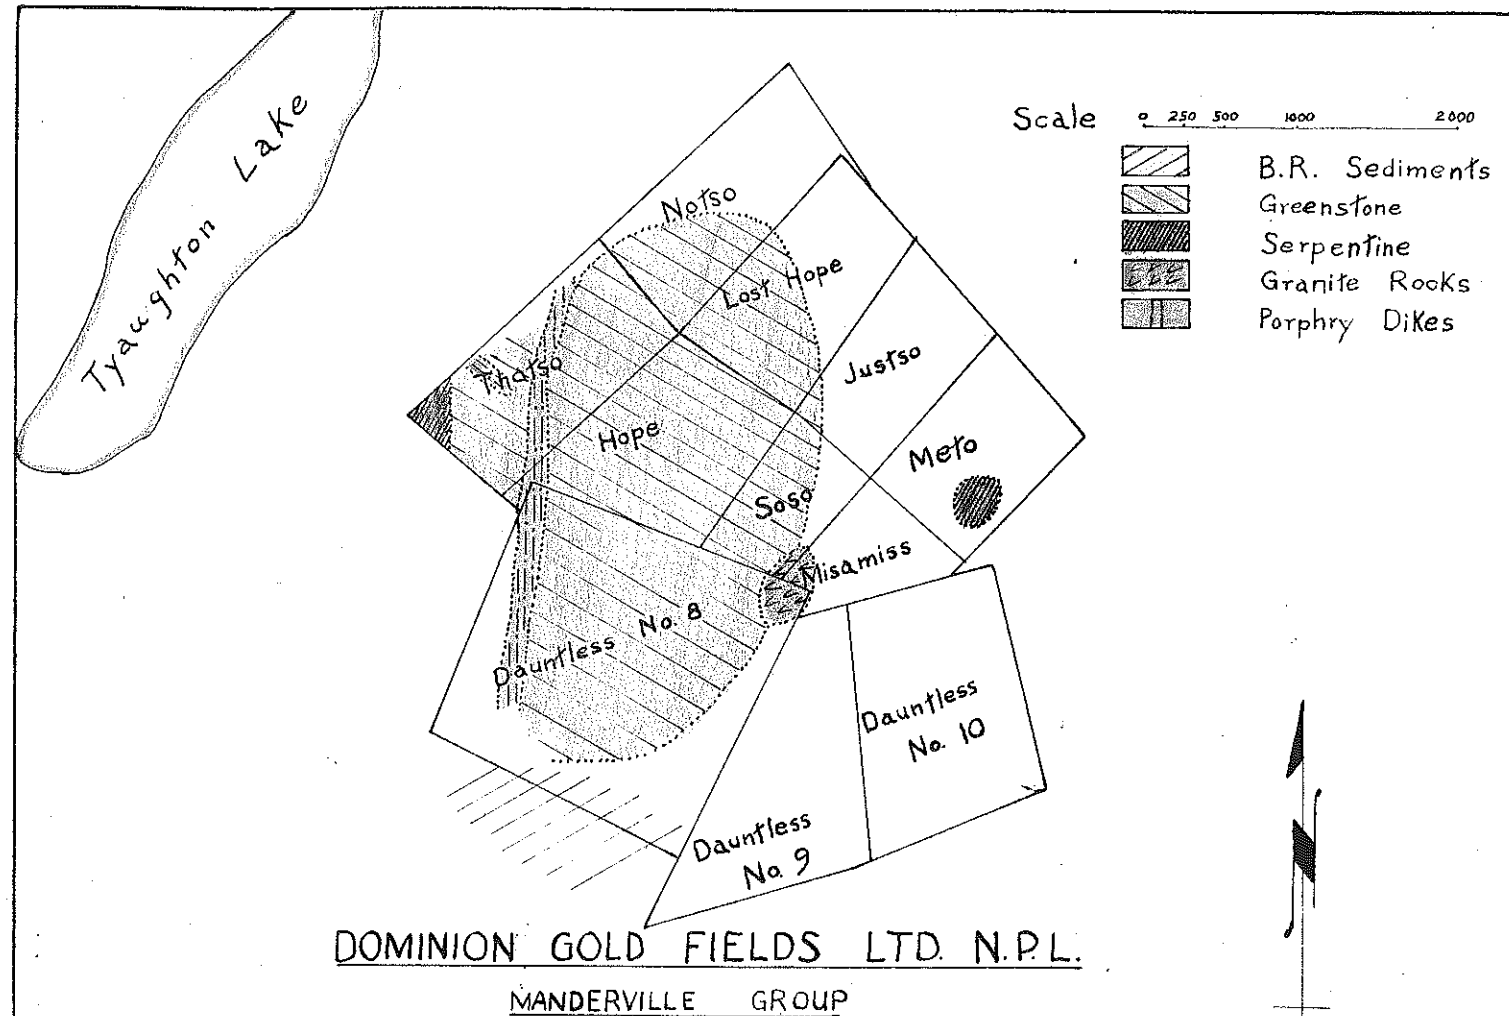 Tyaughton Lake
Scale 0 250 500 1000 2000
B.R. Sediments
Greenstone
Serpentine
Granite Rocks
Porphry Dikes
Notso
Lost Hope
Justso
Thatso
Hope
Meto
Soso
Misamiss
Dauntless No. 8
Dauntless
No. 10
Dauntless
No. 9
N
DOMINION GOLD FIELDS LTD. N.P.L.
MANDERVILLE GROUP